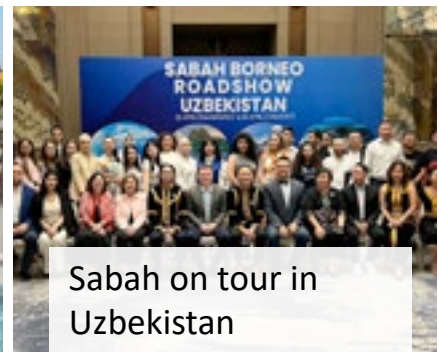 SABAH BORNEO
ROADSHOW
UZBEKISTAN
Sabah on tour in
Uzbekistan